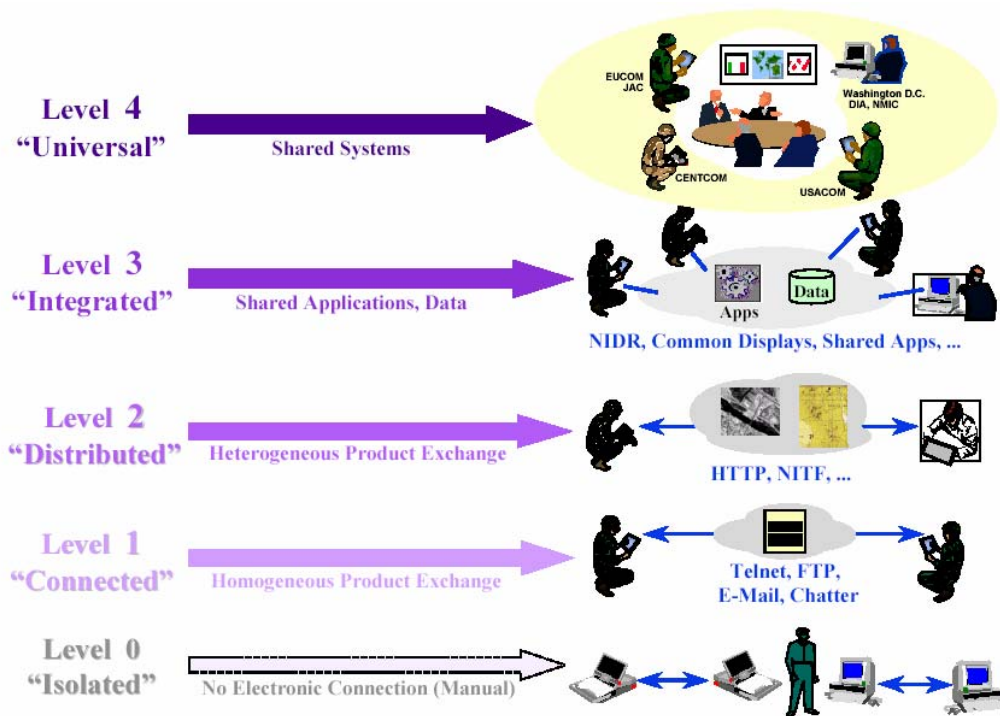 Level 4
“Universal”
Shared Systems
EUCOM
JAC
Washington D.C.
DIA, NMIC
CENTCOM
USACOM
Level 3
“Integrated”
Shared Applications, Data
Apps
Data
NIDR, Common Displays, Shared Apps, ...
Level 2
“Distributed”
Heterogeneous Product Exchange
HTTP, NITF, ...
Level 1
“Connected”
Homogeneous Product Exchange
Telnet, FTP,
E-Mail, Chatter
Level 0
“Isolated”
No Electronic Connection (Manual)